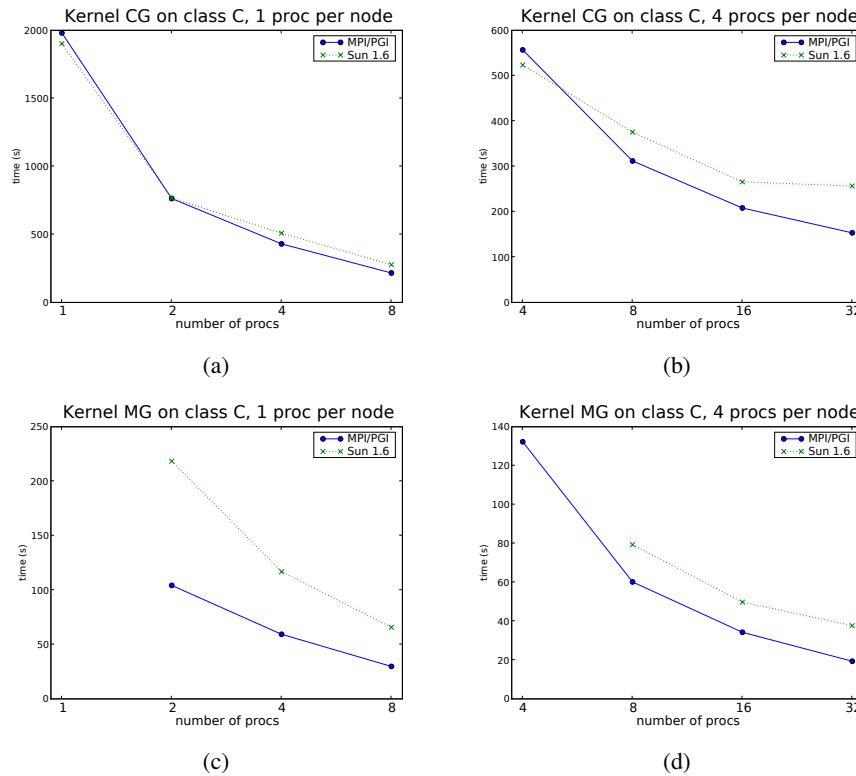 Kernel CG on class C, 1 proc per node
2000
1500
1000
500
0
time (s)
MPI/PGI
Sun 1.6
1 2 4 8
number of procs
(a)
Kernel CG on class C, 4 procs per node
600
500
400
300
200
100
0
time (s)
MPI/PGI
Sun 1.6
4 8 16 32
number of procs
(b)
Kernel MG on class C, 1 proc per node
250
200
150
100
50
0
time (s)
MPI/PGI
Sun 1.6
1 2 4 8
number of procs
(c)
Kernel MG on class C, 4 procs per node
140
120
100
80
60
40
20
0
time (s)
MPI/PGI
Sun 1.6
4 8 16 32
number of procs
(d)